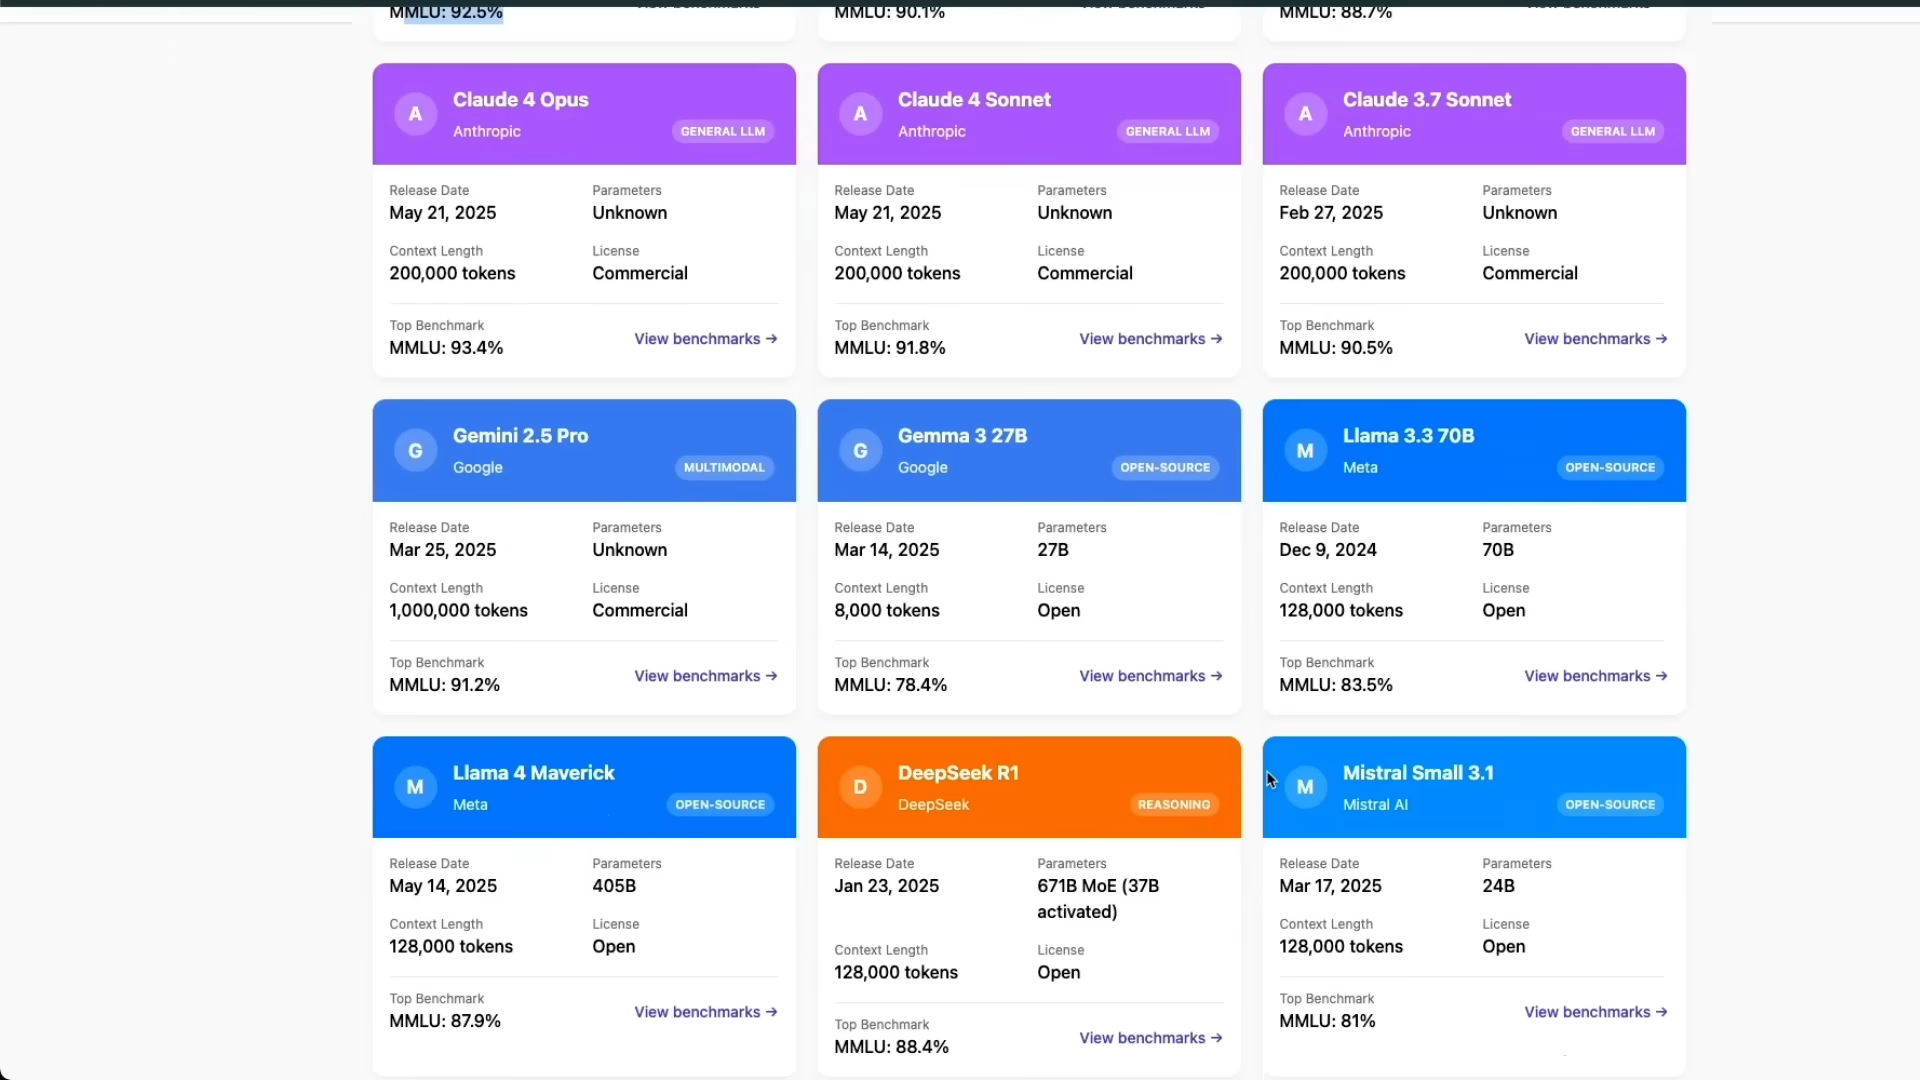 MMLU: 92.5%
MMLU: 90.1%
MMLU: 88.7%
A
Claude 4 Opus
Anthropic
GENERAL LLM
Release Date
May 21, 2025
Parameters
Unknown
Context Length
200,000 tokens
License
Commercial
Top Benchmark
MMLU: 93.4%
View benchmarks →
A
Claude 4 Sonnet
Anthropic
GENERAL LLM
Release Date
May 21, 2025
Parameters
Unknown
Context Length
200,000 tokens
License
Commercial
Top Benchmark
MMLU: 91.8%
View benchmarks →
A
Claude 3.7 Sonnet
Anthropic
GENERAL LLM
Release Date
Feb 27, 2025
Parameters
Unknown
Context Length
200,000 tokens
License
Commercial
Top Benchmark
MMLU: 90.5%
View benchmarks →
G
Gemini 2.5 Pro
Google
MULTIMODAL
Release Date
Mar 25, 2025
Parameters
Unknown
Context Length
1,000,000 tokens
License
Commercial
Top Benchmark
MMLU: 91.2%
View benchmarks →
G
Gemma 3 27B
Google
OPEN-SOURCE
Release Date
Mar 14, 2025
Parameters
27B
Context Length
8,000 tokens
License
Open
Top Benchmark
MMLU: 78.4%
View benchmarks →
M
Llama 3.3 70B
Meta
OPEN-SOURCE
Release Date
Dec 9, 2024
Parameters
70B
Context Length
128,000 tokens
License
Open
Top Benchmark
MMLU: 83.5%
View benchmarks →
M
Llama 4 Maverick
Meta
OPEN-SOURCE
Release Date
May 14, 2025
Parameters
405B
Context Length
128,000 tokens
License
Open
Top Benchmark
MMLU: 87.9%
View benchmarks →
D
DeepSeek R1
DeepSeek
REASONING
Release Date
Jan 23, 2025
Parameters
671B MoE (37B
activated)
Context Length
128,000 tokens
License
Open
Top Benchmark
MMLU: 88.4%
View benchmarks →
M
Mistral Small 3.1
Mistral AI
OPEN-SOURCE
Release Date
Mar 17, 2025
Parameters
24B
Context Length
128,000 tokens
License
Open
Top Benchmark
MMLU: 81%
View benchmarks →